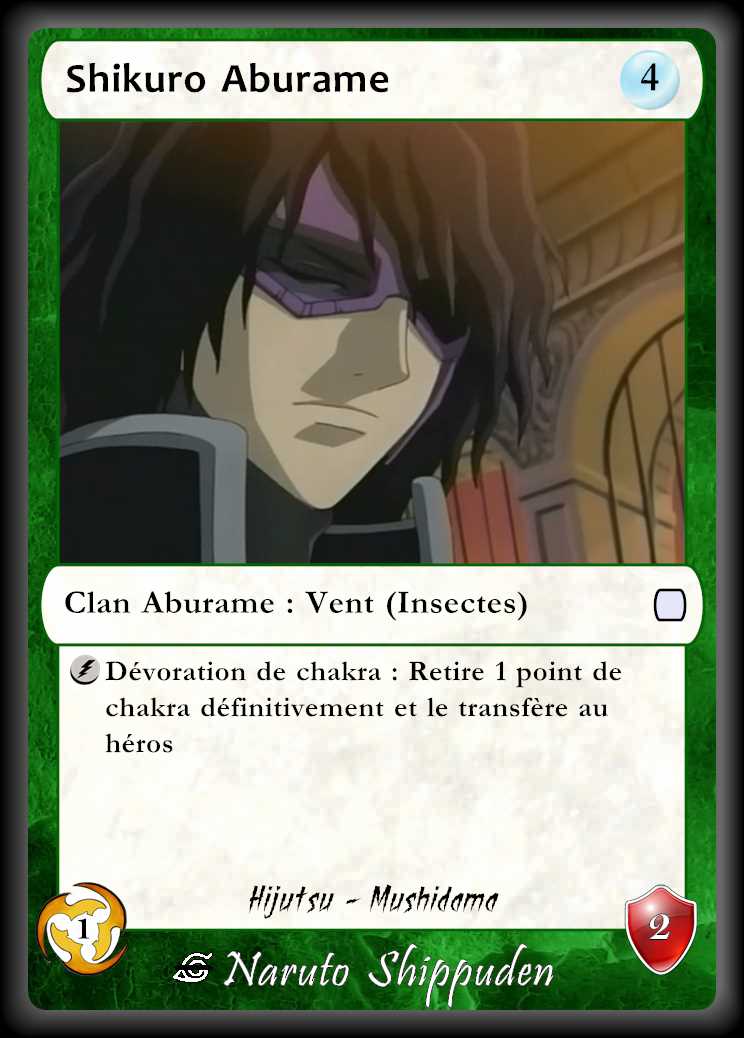 Shikuro Aburame
4
Clan Aburame : Vent (Insectes)
Dévoration de chakra : Retire 1 point de
chakra définitivement et le transfère au
héros
Hijutsu - Mushidama
1
2
Naruto Shippuden